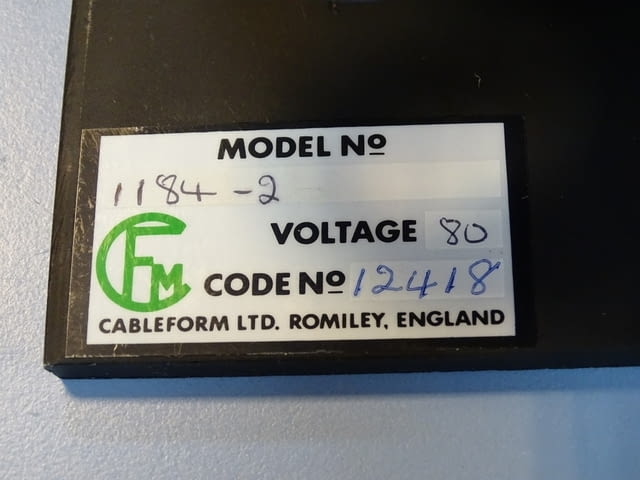 MODEL Nº
1184-2
VOLTAGE 80
CFM
CODE Nº 12418
CABLEFORM LTD. ROMILEY, ENGLAND